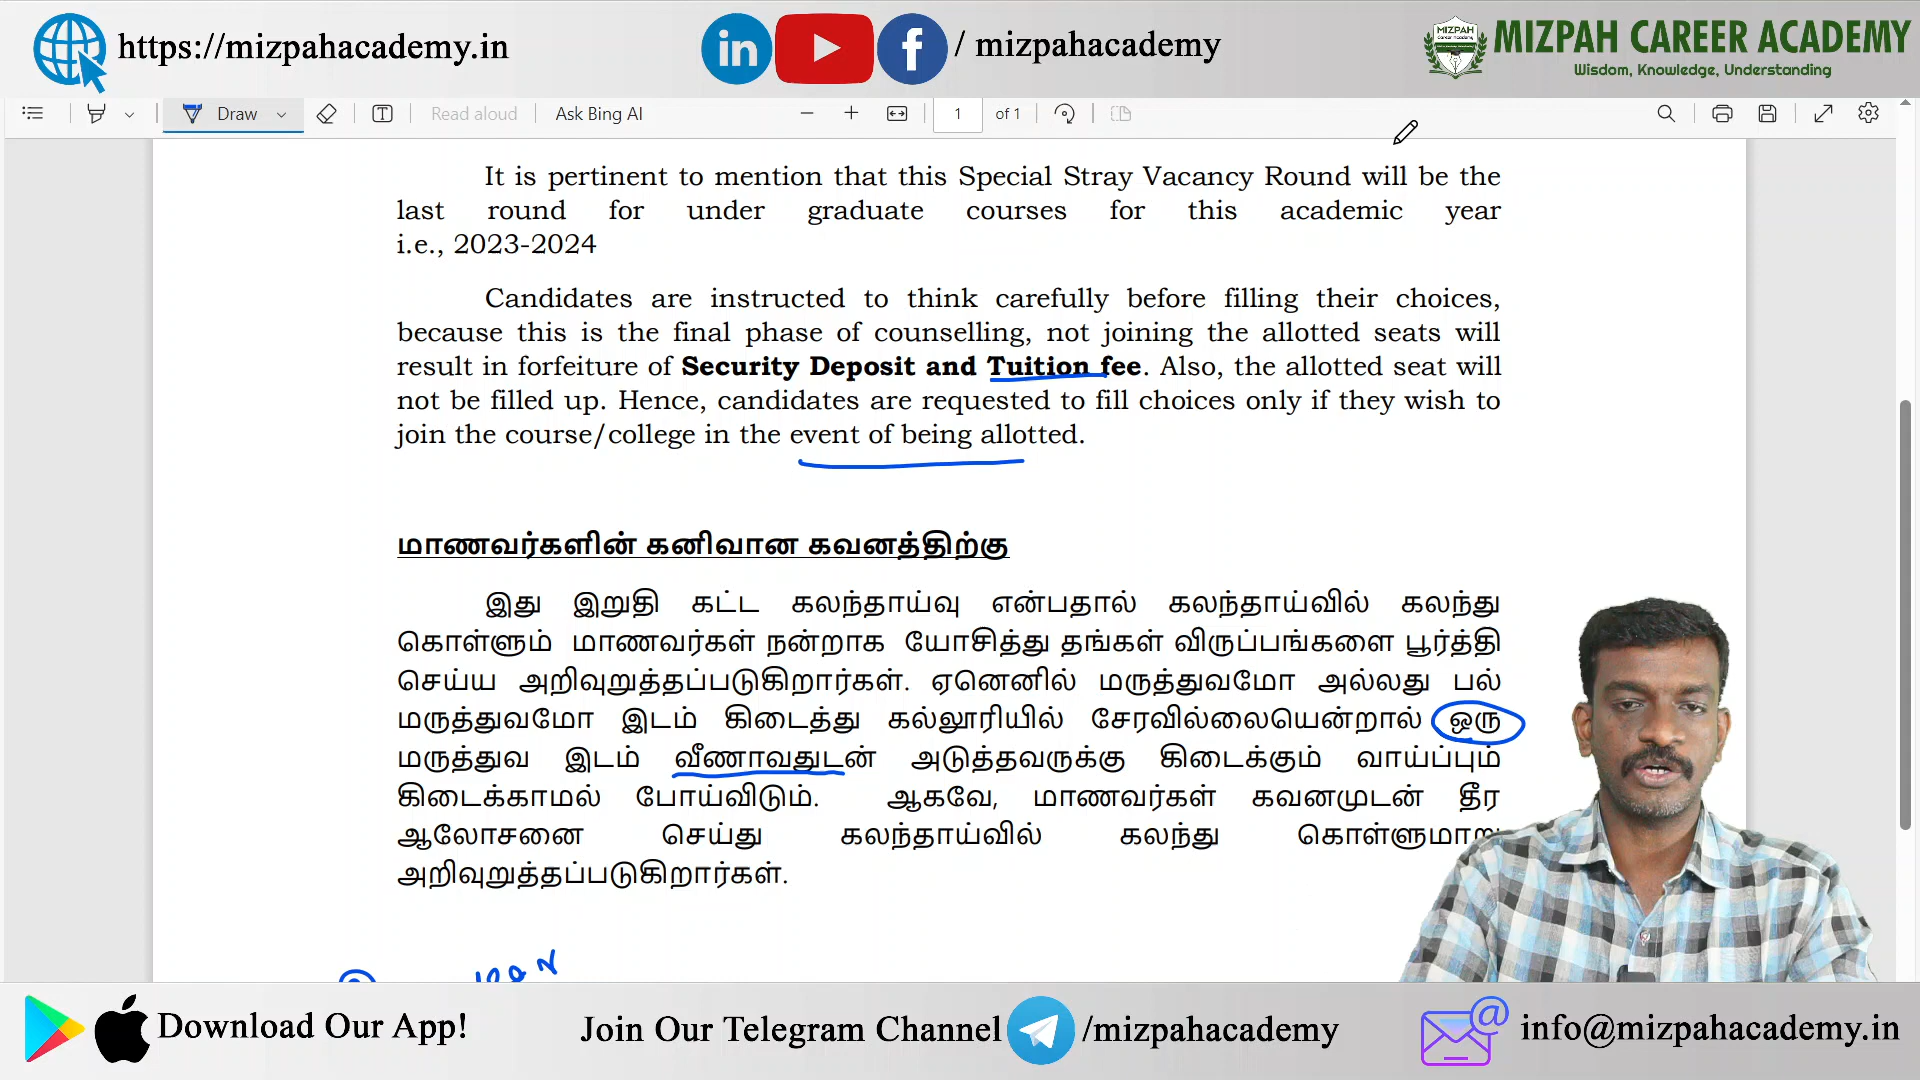 https://mizpahacademy.in
/ mizpahacademy
MIZPAH CAREER ACADEMY
Wisdom, Knowledge, Understanding
MIZPAH
Draw
Read aloud
Ask Bing AI
1 of 1
It is pertinent to mention that this Special Stray Vacancy Round will be the
last round for under graduate courses for this academic year
i.e., 2023-2024
Candidates are instructed to think carefully before filling their choices,
because this is the final phase of counselling, not joining the allotted seats will
result in forfeiture of Security Deposit and Tuition fee. Also, the allotted seat will
not be filled up. Hence, candidates are requested to fill choices only if they wish to
join the course/college in the event of being allotted.
மாணவர்களின் கனிவான கவனத்திற்கு
இது இறுதி கட்ட கலந்தாய்வு என்பதால் கலந்தாய்வில் கலந்து
கொள்ளும் மாணவர்கள் நன்றாக யோசித்து தங்கள் விருப்பங்களை பூர்த்தி
செய்ய அறிவுறுத்தப்படுகிறார்கள். ஏனெனில் மருத்துவமோ அல்லது பல்
மருத்துவமோ இடம் கிடைத்து கல்லூரியில் சேரவில்லையென்றால் ஒரு
மருத்துவ இடம் வீணாவதுடன் அடுத்தவருக்கு கிடைக்கும் வாய்ப்பும்
கிடைக்காமல் போய்விடும். ஆகவே, மாணவர்கள் கவனமுடன் தீர
ஆலோசனை செய்து கலந்தாய்வில் கலந்து கொள்ளுமாறு
அறிவுறுத்தப்படுகிறார்கள்.
Download Our App!
Join Our Telegram Channel /mizpahacademy
info@mizpahacademy.in